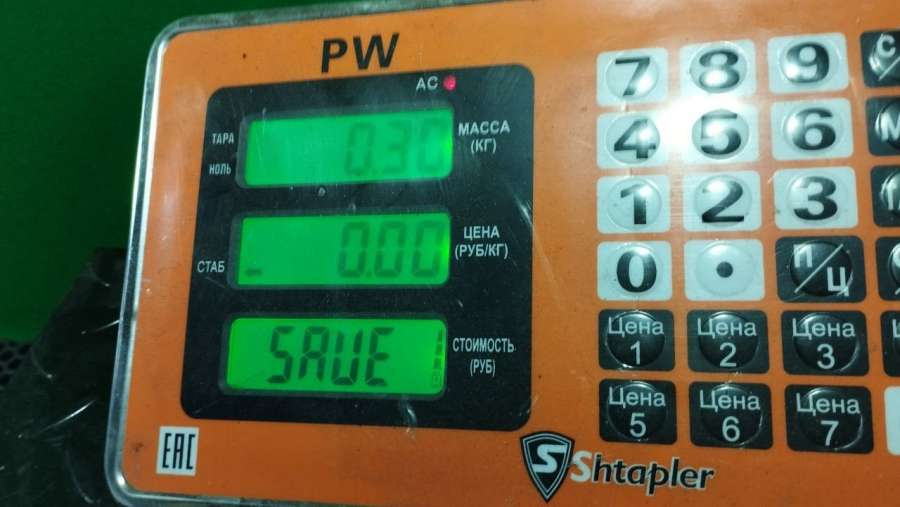 PW
АС
ТАРА
НОЛЬ
0.30
МАССА
(КГ)
СТАБ
0.00
ЦЕНА
(РУБ/КГ)
SAUE
СТОИМОСТЬ
(РУБ)
EAC
S Shtapler
7 8 9 C/
4 5 6 М
1 2 3
0 . П/Ц
Цена 1
Цена 2
Цена 3
Цена 5
Цена 6
Цена 7